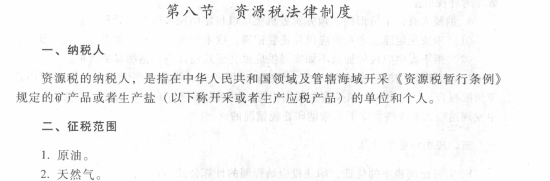 第八节 资源税法律制度
一、纳税人
资源税的纳税人，是指在中华人民共和国领域及管辖海域开采《资源税暂行条例》
规定的矿产品或者生产盐（以下称开采或者生产应税产品）的单位和个人。
二、征税范围
1. 原油。
2. 天然气。